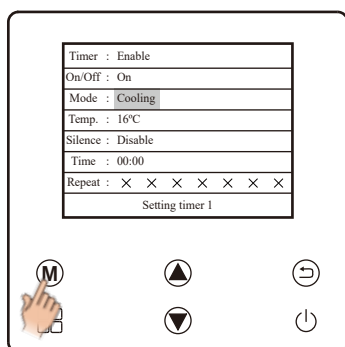 Timer : Enable
On/Off : On
Mode : Cooling
Temp. : 16ºC
Silence : Disable
Time : 00:00
Repeat : × × × × × × ×
Setting timer 1
M